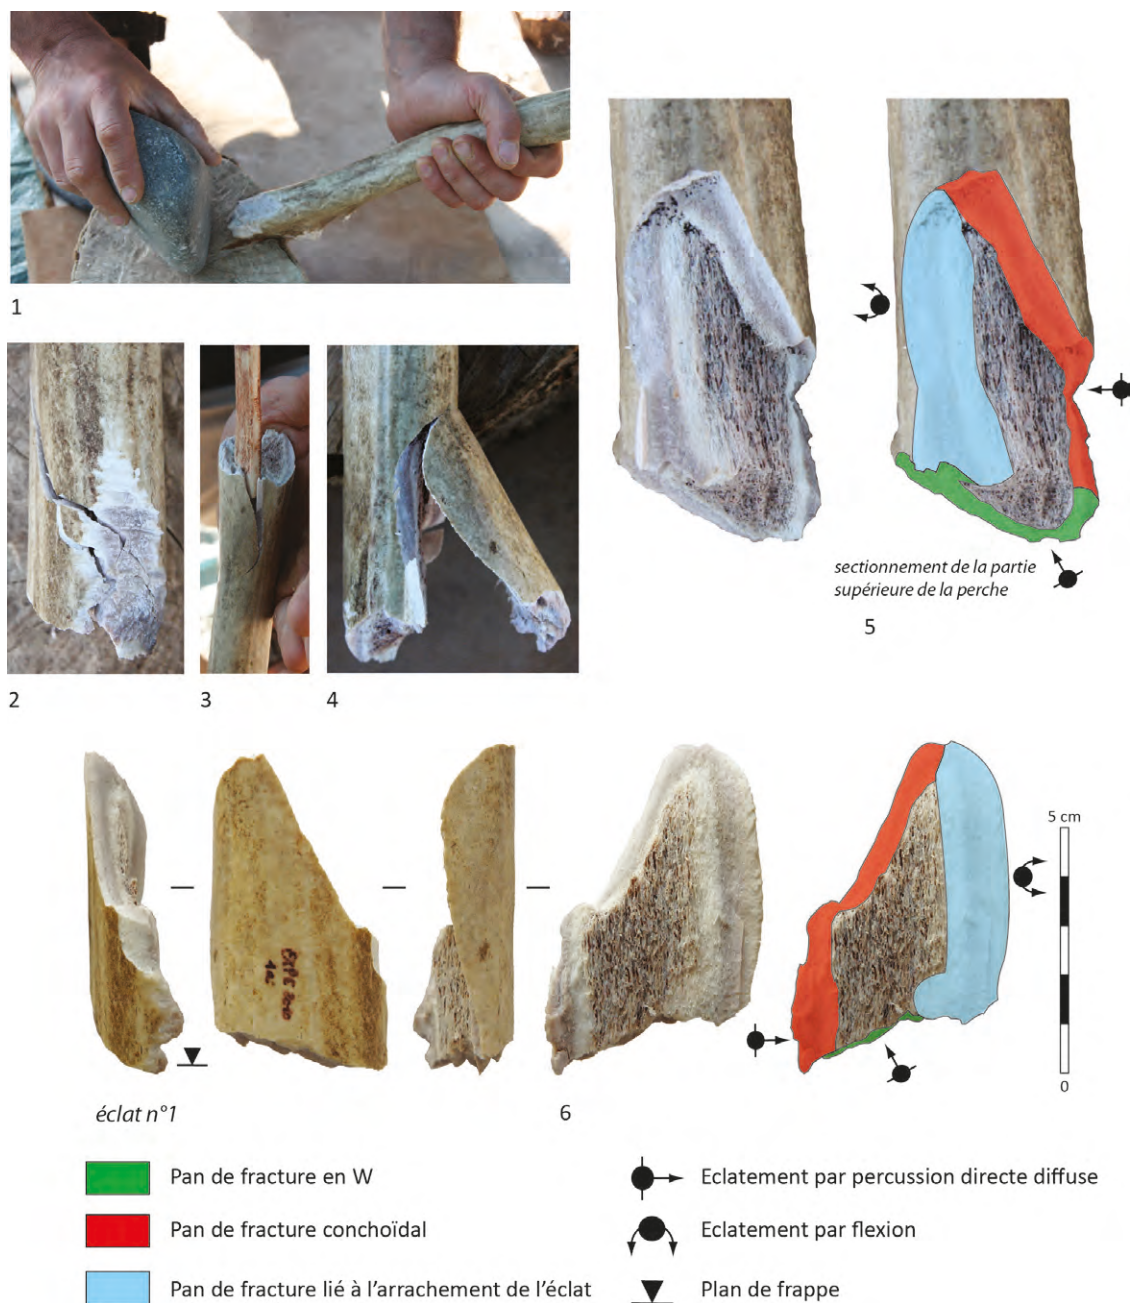 1
2
3
4
sectionnement de la partie
supérieure de la perche
5
5 cm
0
éclat n°1
6
Pan de fracture en W
Eclatement par percussion directe diffuse
Pan de fracture conchoïdal
Eclatement par flexion
Pan de fracture lié à l'arrachement de l'éclat
Plan de frappe